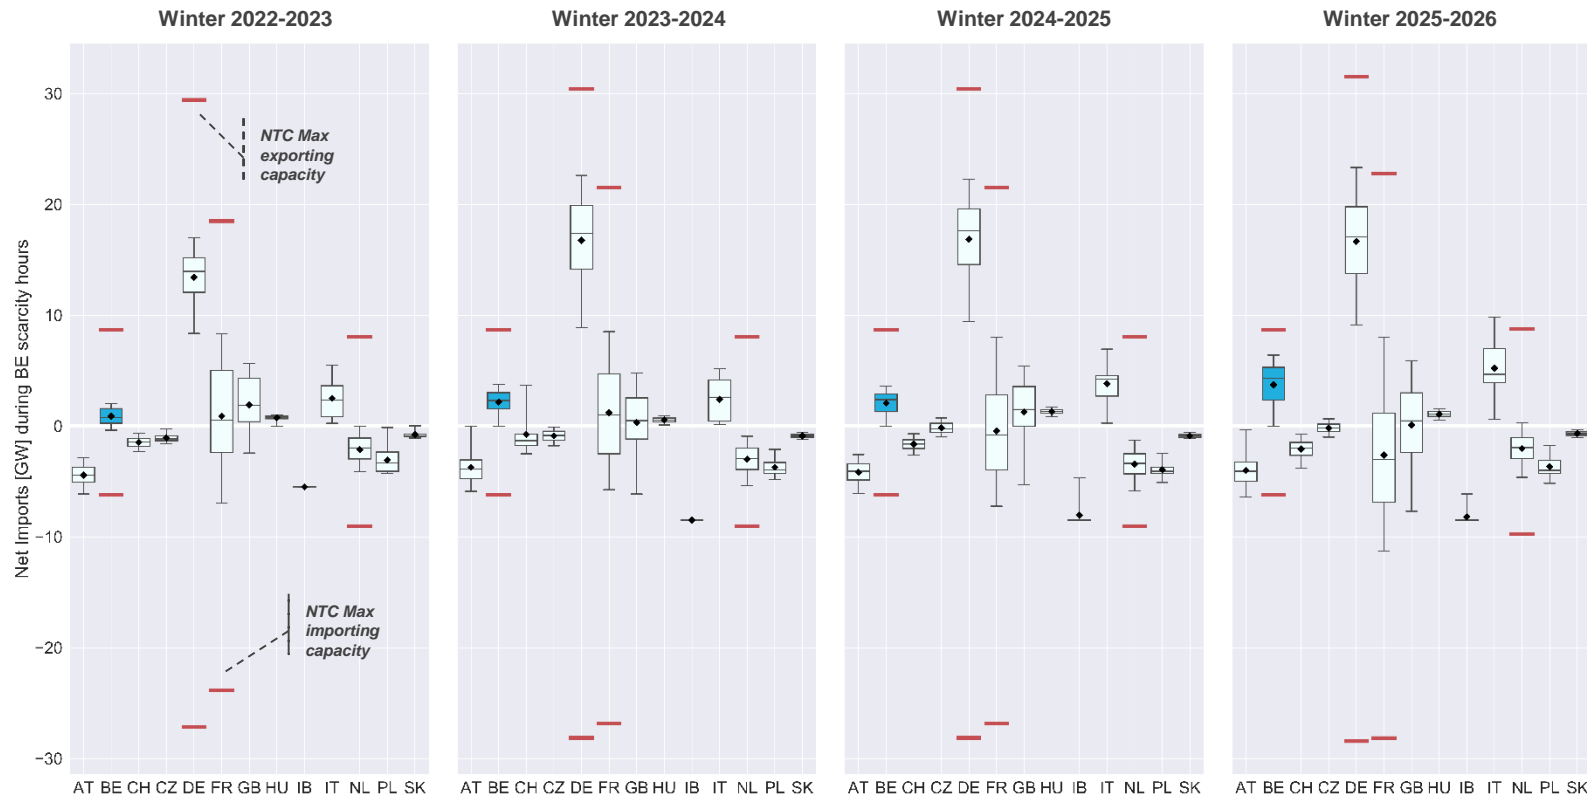 Winter 2022-2023
Winter 2023-2024
Winter 2024-2025
Winter 2025-2026
Net Imports [GW] during BE scarcity hours
30
20
10
0
−10
−20
−30
NTC Max
exporting
capacity
NTC Max
importing
capacity
AT BE CH CZ DE FR GB HU IB IT NL PL SK
AT BE CH CZ DE FR GB HU IB IT NL PL SK
AT BE CH CZ DE FR GB HU IB IT NL PL SK
AT BE CH CZ DE FR GB HU IB IT NL PL SK